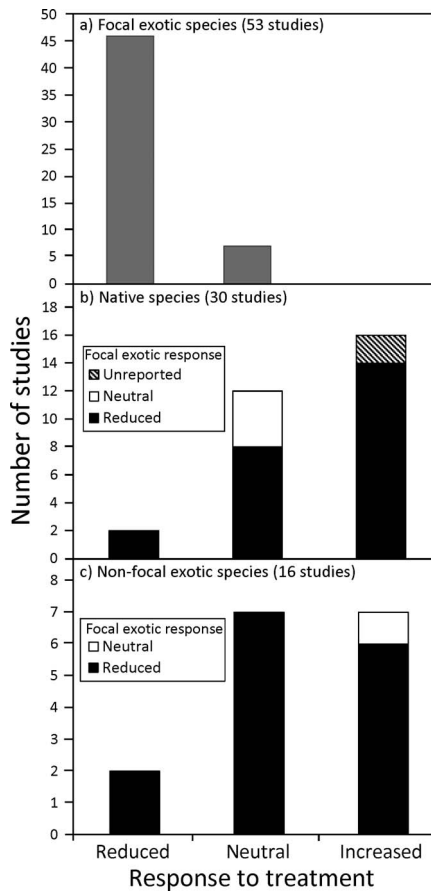 Number of studies
a) Focal exotic species (53 studies)
50
45
40
35
30
25
20
15
10
5
0
b) Native species (30 studies)
18
16
14
12
10
8
6
4
2
0
Focal exotic response
Unreported
Neutral
Reduced
c) Non-focal exotic species (16 studies)
8
7
6
5
4
3
2
1
0
Focal exotic response
Neutral
Reduced
Reduced Neutral Increased
Response to treatment